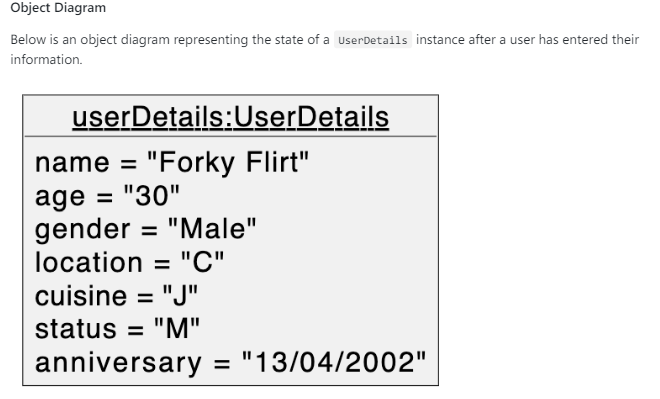 Object Diagram
Below is an object diagram representing the state of a UserDetails instance after a user has entered their
information.
userDetails:UserDetails
name = "Forky Flirt"
age = "30"
gender = "Male"
location = "C"
cuisine = "J"
status = "M"
anniversary = "13/04/2002"